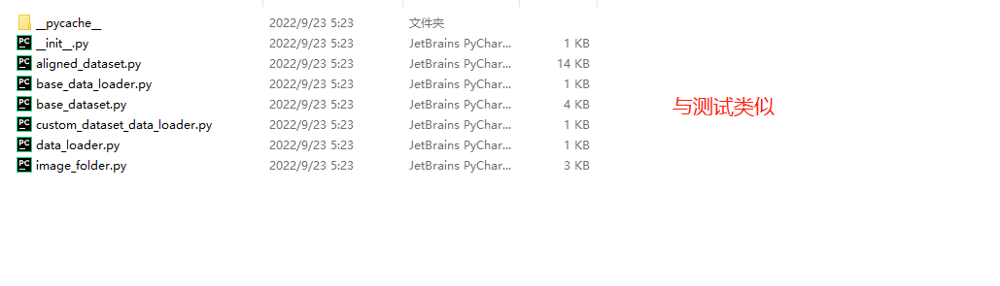 __pycache__ 2022/9/23 5:23 文件夹
__init__.py 2022/9/23 5:23 JetBrains PyChar... 1 KB
aligned_dataset.py 2022/9/23 5:23 JetBrains PyChar... 14 KB
base_data_loader.py 2022/9/23 5:23 JetBrains PyChar... 1 KB
base_dataset.py 2022/9/23 5:23 JetBrains PyChar... 4 KB
与测试类似
custom_dataset_data_loader.py 2022/9/23 5:23 JetBrains PyChar... 1 KB
data_loader.py 2022/9/23 5:23 JetBrains PyChar... 1 KB
image_folder.py 2022/9/23 5:23 JetBrains PyChar... 3 KB